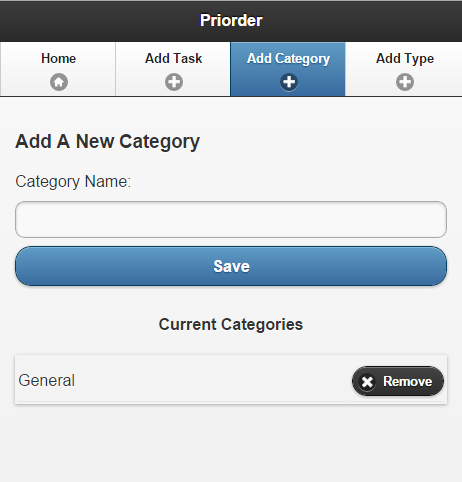 Priorder
Home Add Task Add Category Add Type
Add A New Category
Category Name:
Save
Current Categories
General Remove